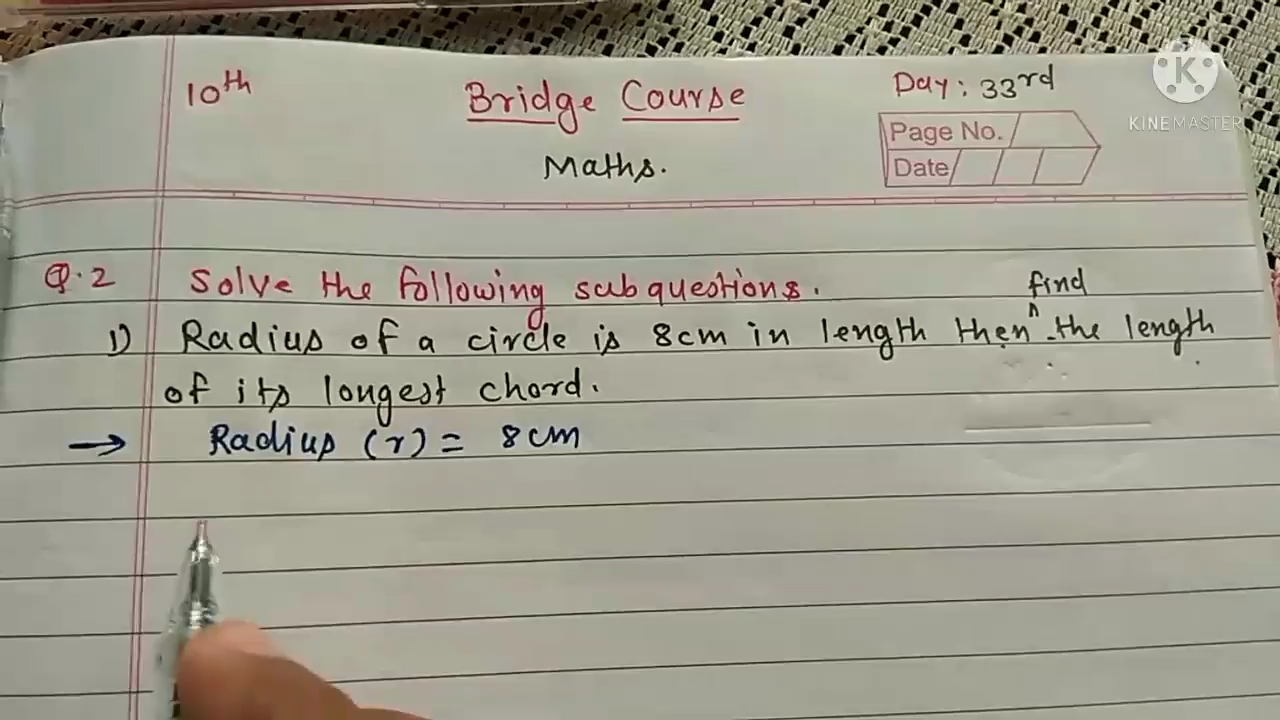 10th
Bridge Course
Day: 33rd
Maths.
Page No.
Date
K
KINEMASTER
Q.2 Solve the following subquestions.
find
1) Radius of a circle is 8cm in length then ^ the length
of its longest chord.
→ Radius (r) = 8cm